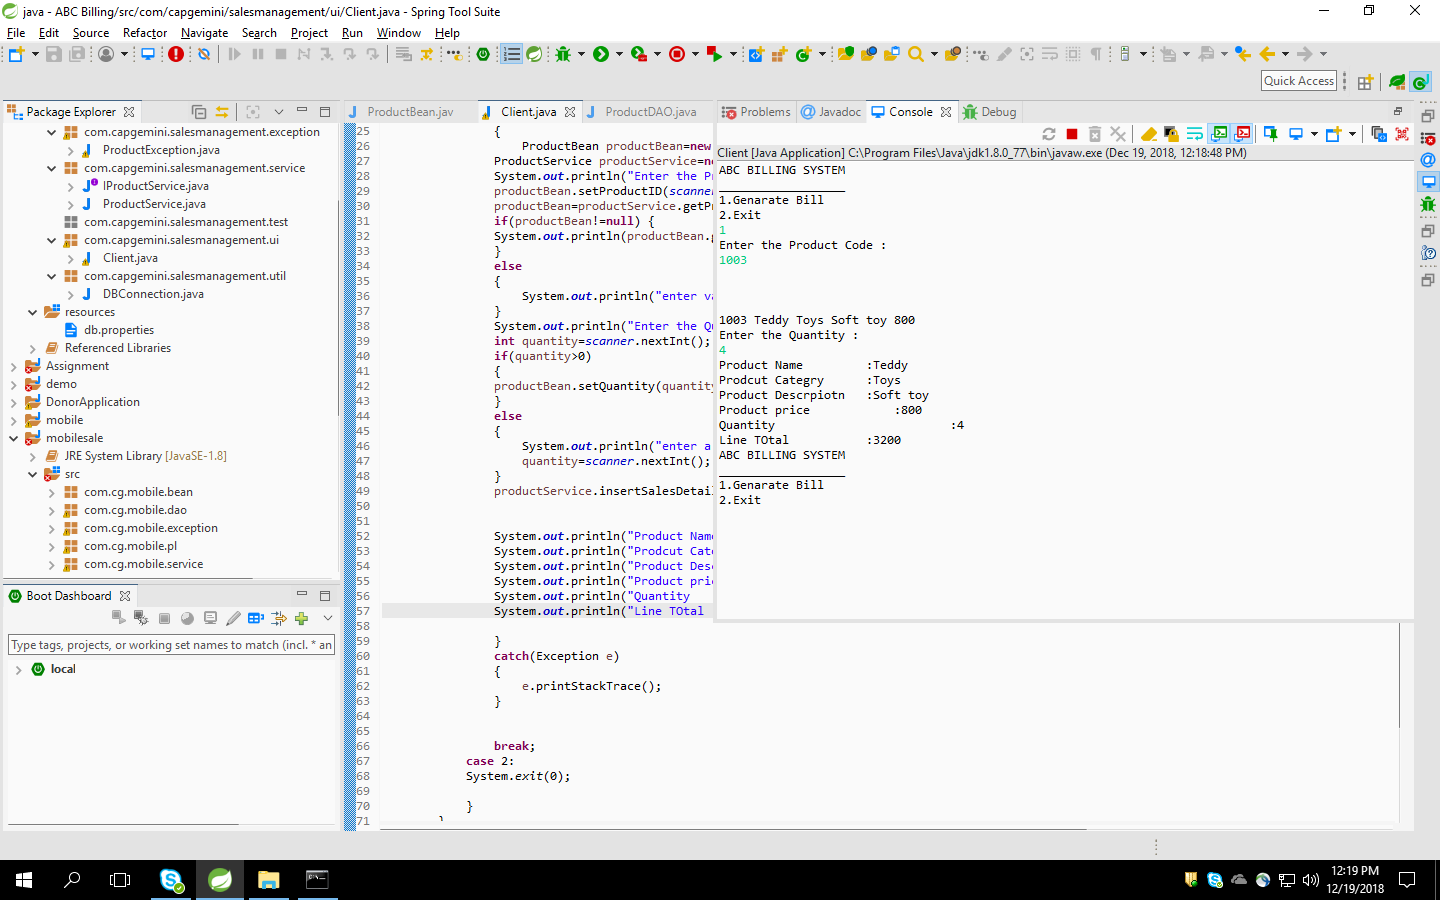 java - ABC Billing/src/com/capgemini/salesmanagement/ui/Client.java - Spring Tool Suite
File Edit Source Refactor Navigate Search Project Run Window Help
Quick Access
Package Explorer
com.capgemini.salesmanagement.exception
ProductException.java
com.capgemini.salesmanagement.service
IProductService.java
ProductService.java
com.capgemini.salesmanagement.test
com.capgemini.salesmanagement.ui
Client.java
com.capgemini.salesmanagement.util
DBConnection.java
resources
db.properties
Referenced Libraries
Assignment
demo
DonorApplication
mobile
mobilesale
JRE System Library [JavaSE-1.8]
src
com.cg.mobile.bean
com.cg.mobile.dao
com.cg.mobile.exception
com.cg.mobile.pl
com.cg.mobile.service
Boot Dashboard
Type tags, projects, or working set names to match (incl. * an
local
ProductBean.jav Client.java ProductDAO.java
25 {
26 ProductBean productBean=new
27 ProductService productService=ne
28 System.out.println("Enter the Pr
29 productBean.setProductID(scanner
30 productBean=productService.getPr
31 if(productBean!=null) {
32 System.out.println(productBean.g
33 }
34 else
35 {
36 System.out.println("enter va
37 }
38 System.out.println("Enter the Qu
39 int quantity=scanner.nextInt();
40 if(quantity>0)
41 {
42 productBean.setQuantity(quantity
43 }
44 else
45 {
46 System.out.println("enter a
47 quantity=scanner.nextInt();
48 }
49 productService.insertSalesDetail
50
51
52 System.out.println("Product Name
53 System.out.println("Prodcut Cate
54 System.out.println("Product Desc
55 System.out.println("Product pric
56 System.out.println("Quantity
57 System.out.println("Line TOtal
58
59 }
60 catch(Exception e)
61 {
62 e.printStackTrace();
63 }
64
65
66 break;
67 case 2:
68 System.exit(0);
69
70 }
71 }
Problems Javadoc Console Debug
Client [Java Application] C:\Program Files\Java\jdk1.8.0_77\bin\javaw.exe (Dec 19, 2018, 12:18:48 PM)
ABC BILLING SYSTEM
__________________
1.Genarate Bill
2.Exit
1
Enter the Product Code :
1003
1003 Teddy Toys Soft toy 800
Enter the Quantity :
4
Product Name :Teddy
Prodcut Categry :Toys
Product Descrpiotn :Soft toy
Product price :800
Quantity :4
Line TOtal :3200
ABC BILLING SYSTEM
__________________
1.Genarate Bill
2.Exit
12:19 PM
12/19/2018